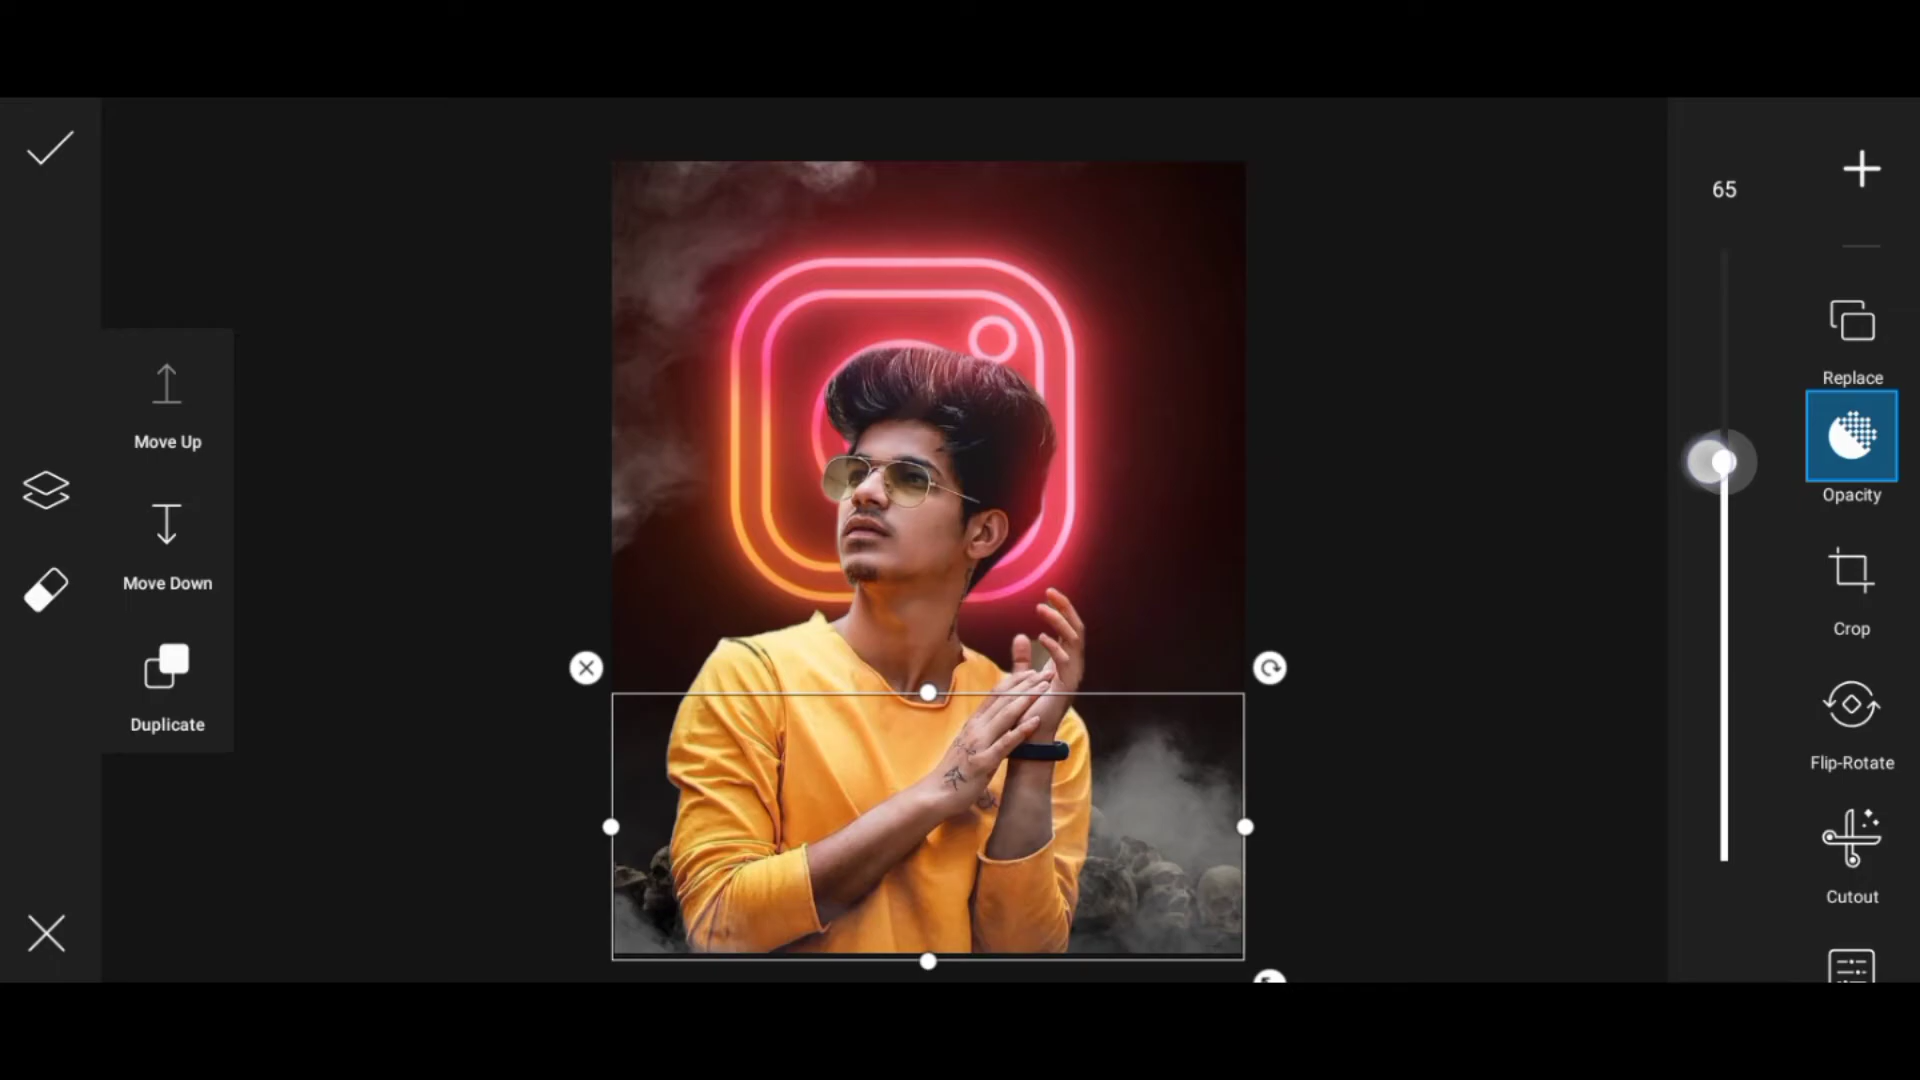 65
Replace
Opacity
Crop
Flip-Rotate
Cutout
Move Up
Move Down
Duplicate